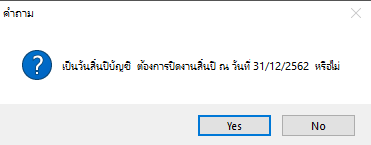 คำถาม
เป็นวันสิ้นปีบัญชี ต้องการปิดงานสิ้นปี ณ วันที่ 31/12/2562 หรือไม่
Yes
No